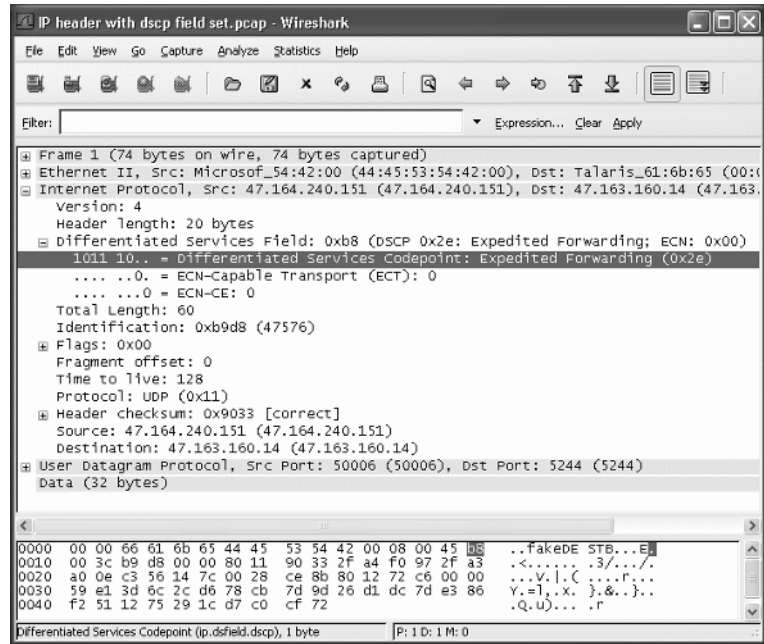 IP header with dscp field set.pcap - Wireshark
File Edit View Go Capture Analyze Statistics Help
Filter: Expression... Clear Apply
Frame 1 (74 bytes on wire, 74 bytes captured)
Ethernet II, Src: Microsof_54:42:00 (44:45:53:54:42:00), Dst: Talaris_61:6b:65 (00:0
Internet Protocol, Src: 47.164.240.151 (47.164.240.151), Dst: 47.163.160.14 (47.163.
Version: 4
Header length: 20 bytes
Differentiated Services Field: 0xb8 (DSCP 0x2e: Expedited Forwarding; ECN: 0x00)
1011 10.. = Differentiated Services Codepoint: Expedited Forwarding (0x2e)
.... ..0. = ECN-Capable Transport (ECT): 0
.... ...0 = ECN-CE: 0
Total Length: 60
Identification: 0xb9d8 (47576)
Flags: 0x00
Fragment offset: 0
Time to live: 128
Protocol: UDP (0x11)
Header checksum: 0x9033 [correct]
Source: 47.164.240.151 (47.164.240.151)
Destination: 47.163.160.14 (47.163.160.14)
User Datagram Protocol, Src Port: 50006 (50006), Dst Port: 5244 (5244)
Data (32 bytes)
0000 00 00 66 61 6b 65 44 45 53 54 42 00 08 00 45 b8 ..fakeDE STB...E.
0010 00 3c b9 d8 00 00 80 11 90 33 2f a4 f0 97 2f a3 .<...... .3/.../.
0020 a0 0e c3 56 14 7c 00 28 ce 8b 80 12 72 c6 00 00 ...V.|.( ....r...
0030 59 e1 3d 6c 2c d6 78 cb 7d 9d 26 d1 dc 7d e3 86 Y.=l,.x. }.&..}..
0040 f2 51 12 75 29 1c d7 c0 cf 72 .Q.u)... .r
Differentiated Services Codepoint (ip.dsfield.dscp), 1 byte P: 1 D: 1 M: 0